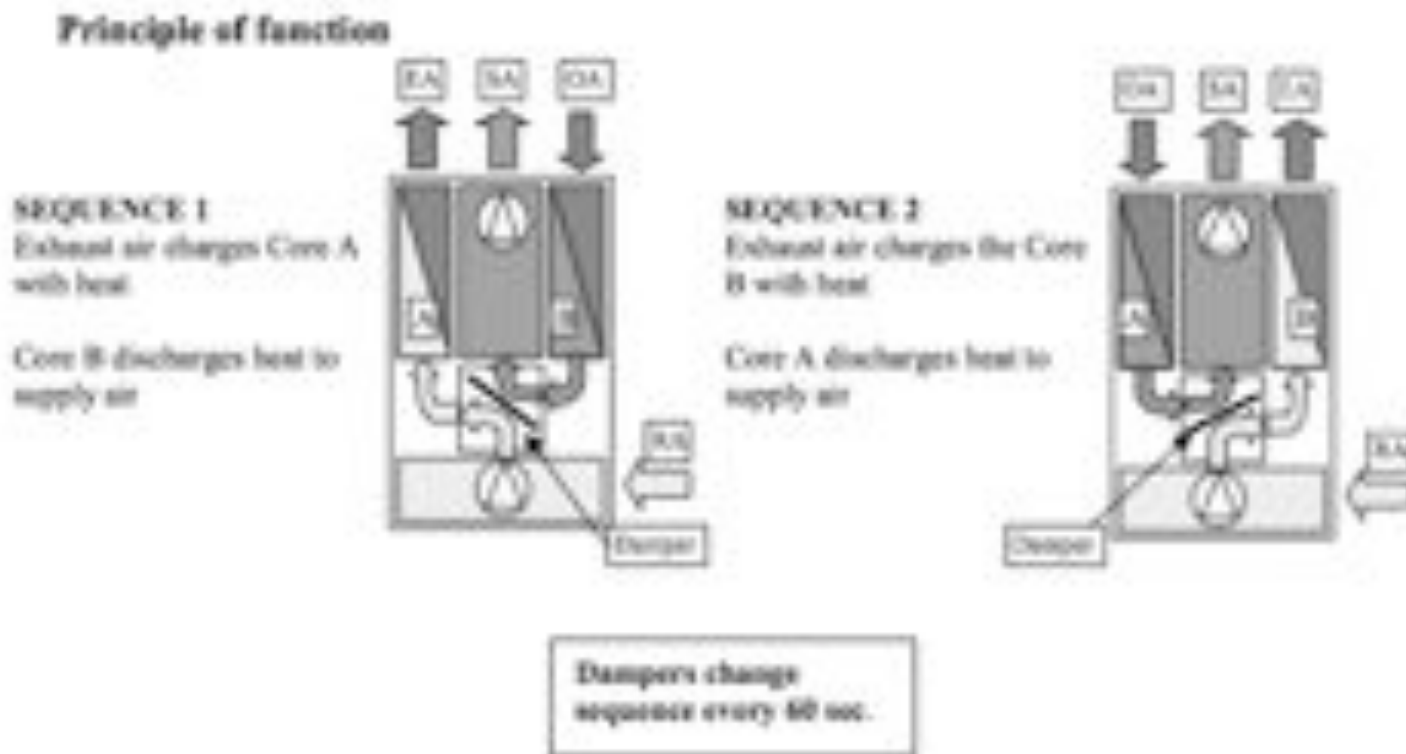 Principle of function
EA SA OA
OA SA EA
SEQUENCE 1
Exhaust air charges Core A
with heat
Core B discharges heat to
supply air
A
RA
Damper
SEQUENCE 2
Exhaust air charges the Core
B with heat
Core A discharges heat to
supply air
A B
RA
Damper
Dampers change
sequence every 60 sec.